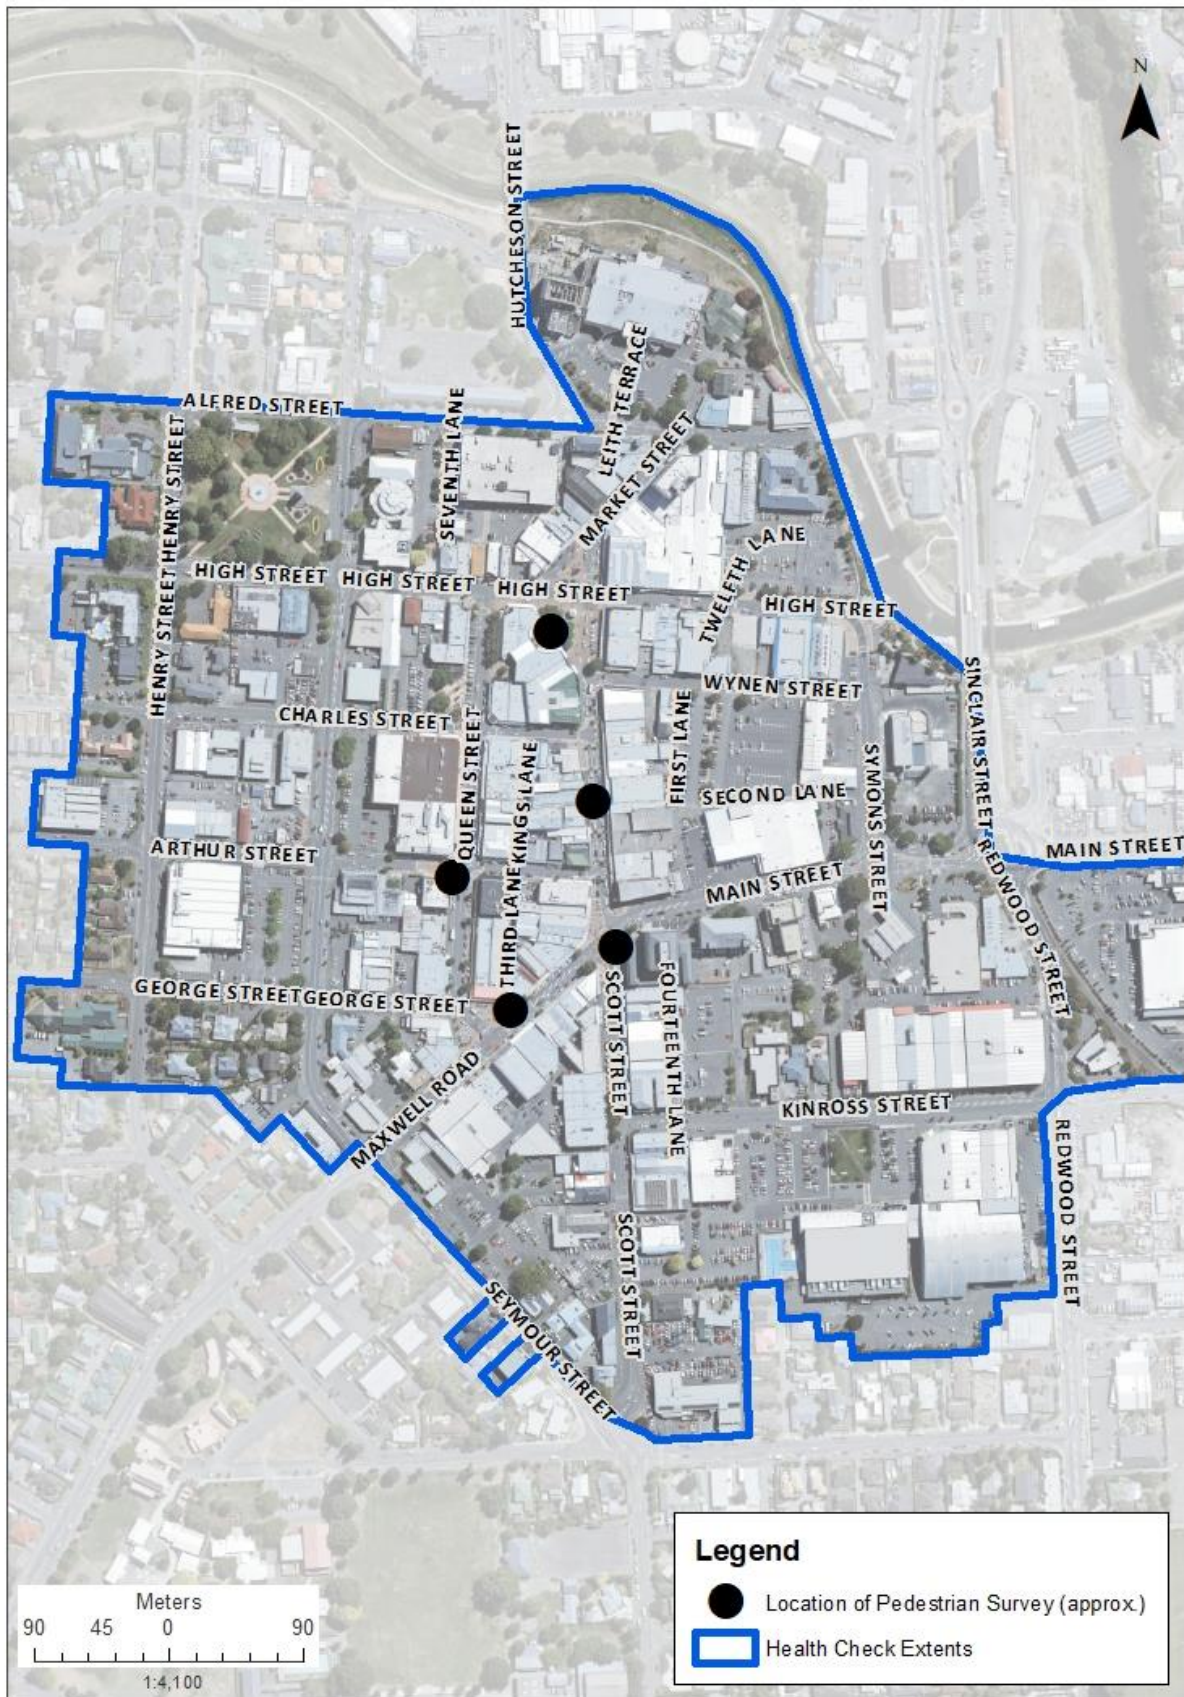 N
HUTCHESON STREET
LEITH TERRACE
ALFRED STREET
SEVENTH LANE
MARKET STREET
HENRY STREET
HENRY STREET
TWELFTH LANE
HIGH STREET
HIGH STREET
HIGH STREET
HIGH STREET
SINCLAIR STREET
WYNEN STREET
CHARLES STREET
QUEEN STREET
KINGS LANE
FIRST LANE
SECOND LANE
SYMONS STREET
ARTHUR STREET
MAIN STREET
MAIN STREET
REDWOOD STREET
THIRD LANE
GEORGE STREET
GEORGE STREET
SCOTT STREET
FOURTEENTH LANE
MAXWELL ROAD
KINROSS STREET
REDWOOD STREET
SCOTT STREET
SEYMOUR STREET
Legend
Location of Pedestrian Survey (approx.)
Health Check Extents
Meters
90 45 0 90
1:4,100